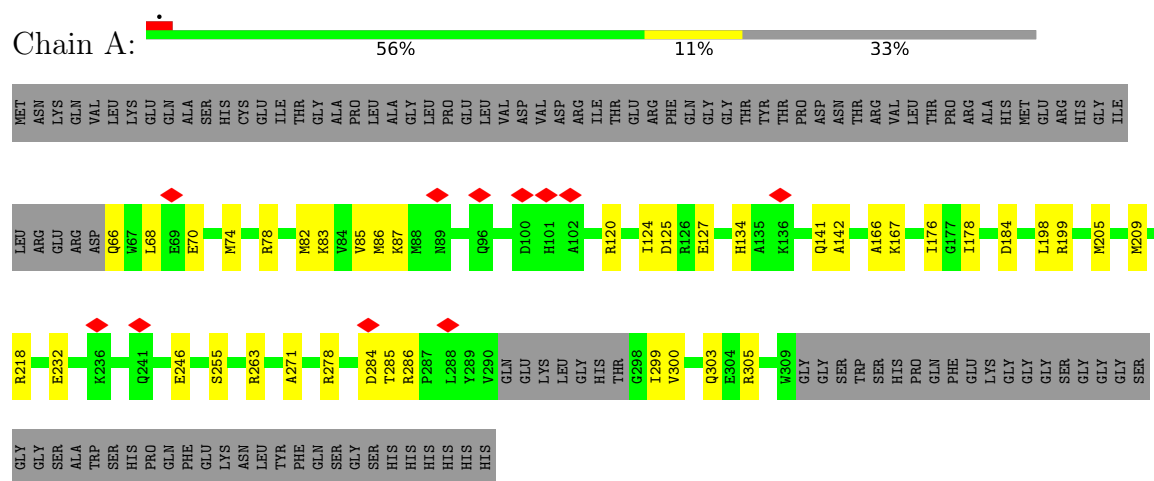 Chain A:
56% 11% 33%
MET ASN LYS GLN VAL LEU LYS GLU GLN ALA SER HIS CYS GLU ILE THR GLY ALA PRO LEU ALA GLY LEU PRO GLU LEU VAL ASP VAL ASP ARG ILE THR GLU ARG PHE GLN GLY GLY THR TYR THR PRO ASP ASN THR ARG VAL LEU THR PRO ARG ALA HIS MET GLU ARG HIS GLY ILE
LEU ARG GLU ARG ASP Q66 W67 L68 E69 E70 M74 R78 M82 K83 V84 V85 M86 K87 M88 N89 Q96 D100 H101 A102 R120 I124 D125 R126 E127 H134 A135 K136 Q141 A142 A166 K167 I176 G177 I178 D184 L198 R199 M205 M209
R218 E232 K236 Q241 E246 S255 R263 A271 R278 D284 T285 R286 P287 L288 Y289 V290 GLN GLU LYS LEU GLY HIS THR G298 I299 V300 Q303 E304 R305 W309 GLY GLY SER TRP SER HIS PRO GLN PHE GLU LYS GLY GLY GLY SER GLY GLY GLY SER
GLY GLY SER ALA TRP SER HIS PRO GLN PHE GLU LYS ASN LEU TYR PHE GLN SER GLY SER HIS HIS HIS HIS HIS HIS